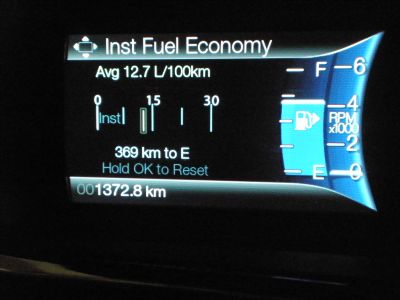 Inst Fuel Economy
Avg 12.7 L/100km
F 6
0 15 30
Inst
4
RPM
x1000
2
369 km to E
Hold OK to Reset
E 0
001372.8 km